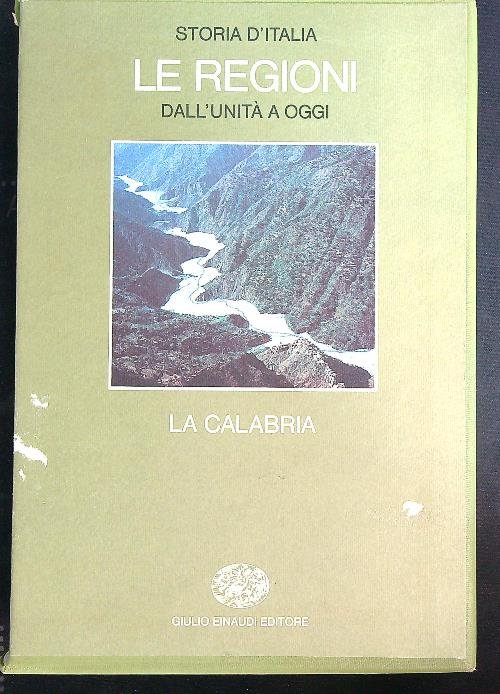 STORIA D'ITALIA
LE REGIONI
DALL'UNITÀ A OGGI
LA CALABRIA
GIULIO EINAUDI EDITORE